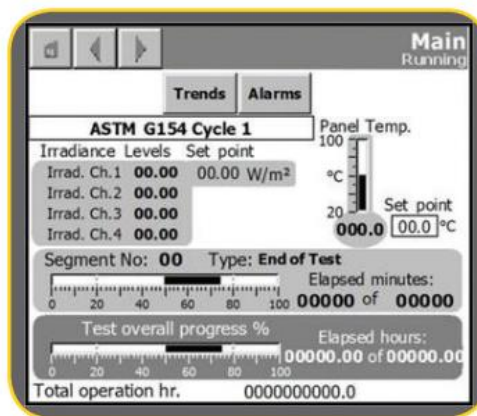 Main
Running
Trends Alarms
ASTM G154 Cycle 1
Panel Temp.
Irradiance Levels Set point
100
Irrad. Ch.1 00.00 00.00 W/m²
°C
Irrad. Ch.2 00.00
Irrad. Ch.3 00.00
Set point
20
Irrad. Ch.4 00.00
000.0 00.0 °C
Segment No: 00 Type: End of Test
Elapsed minutes:
0 20 40 60 80 100
00000 of 00000
Test overall progress %
Elapsed hours:
00000.00 of 00000.00
0 20 40 60 80 100
Total operation hr. 0000000000.0